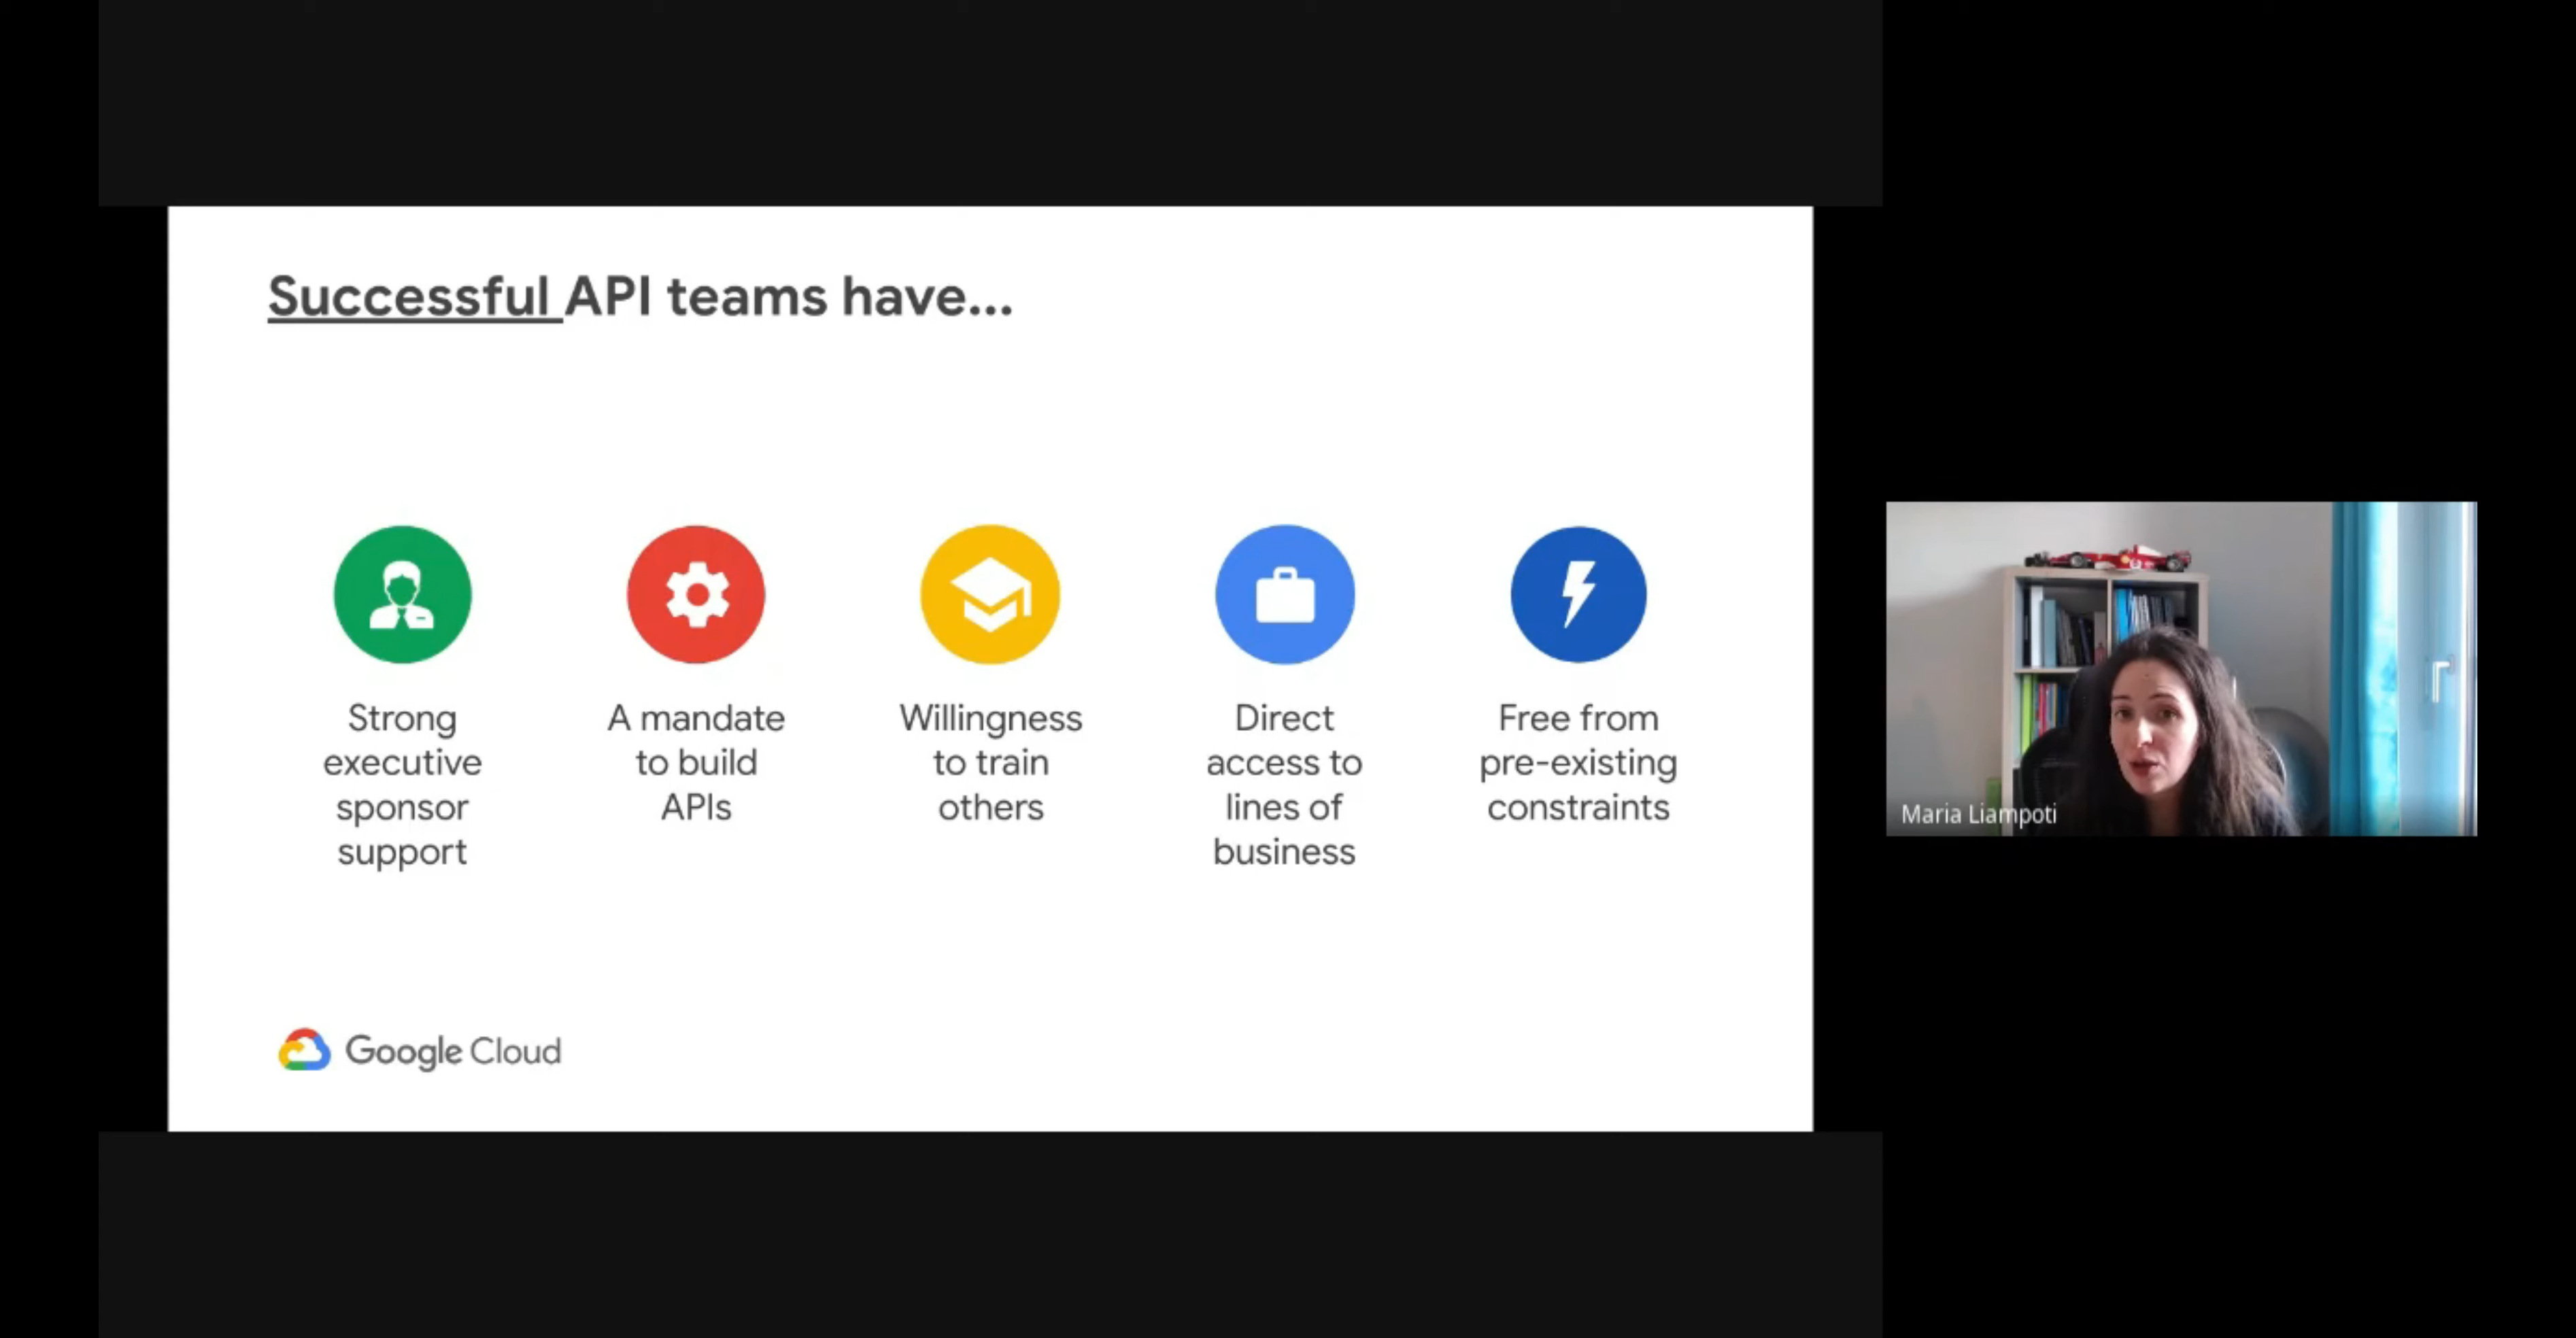 Successful API teams have...
Strong
executive
sponsor
support
A mandate
to build
APIs
Willingness
to train
others
Direct
access to
lines of
business
Free from
pre-existing
constraints
Google Cloud
Maria Liampoti